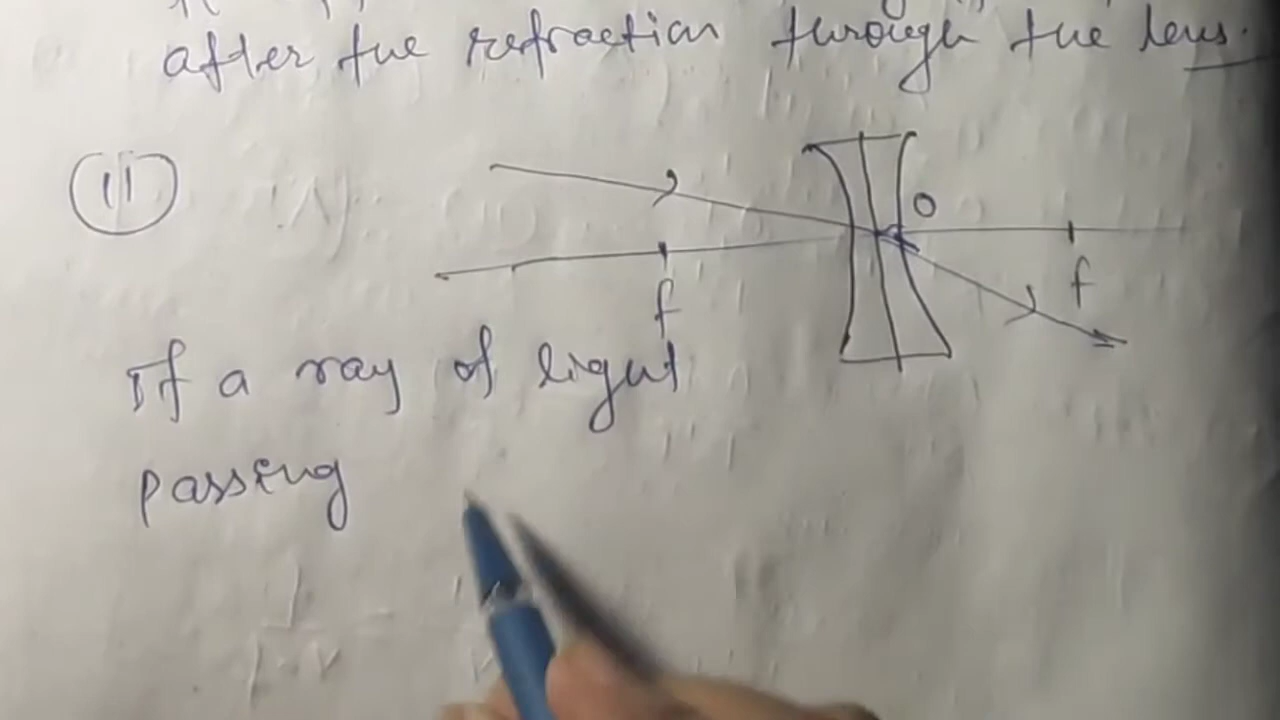 after the refraction through the lens.
(II)
O
f
f
If a ray of light
passing